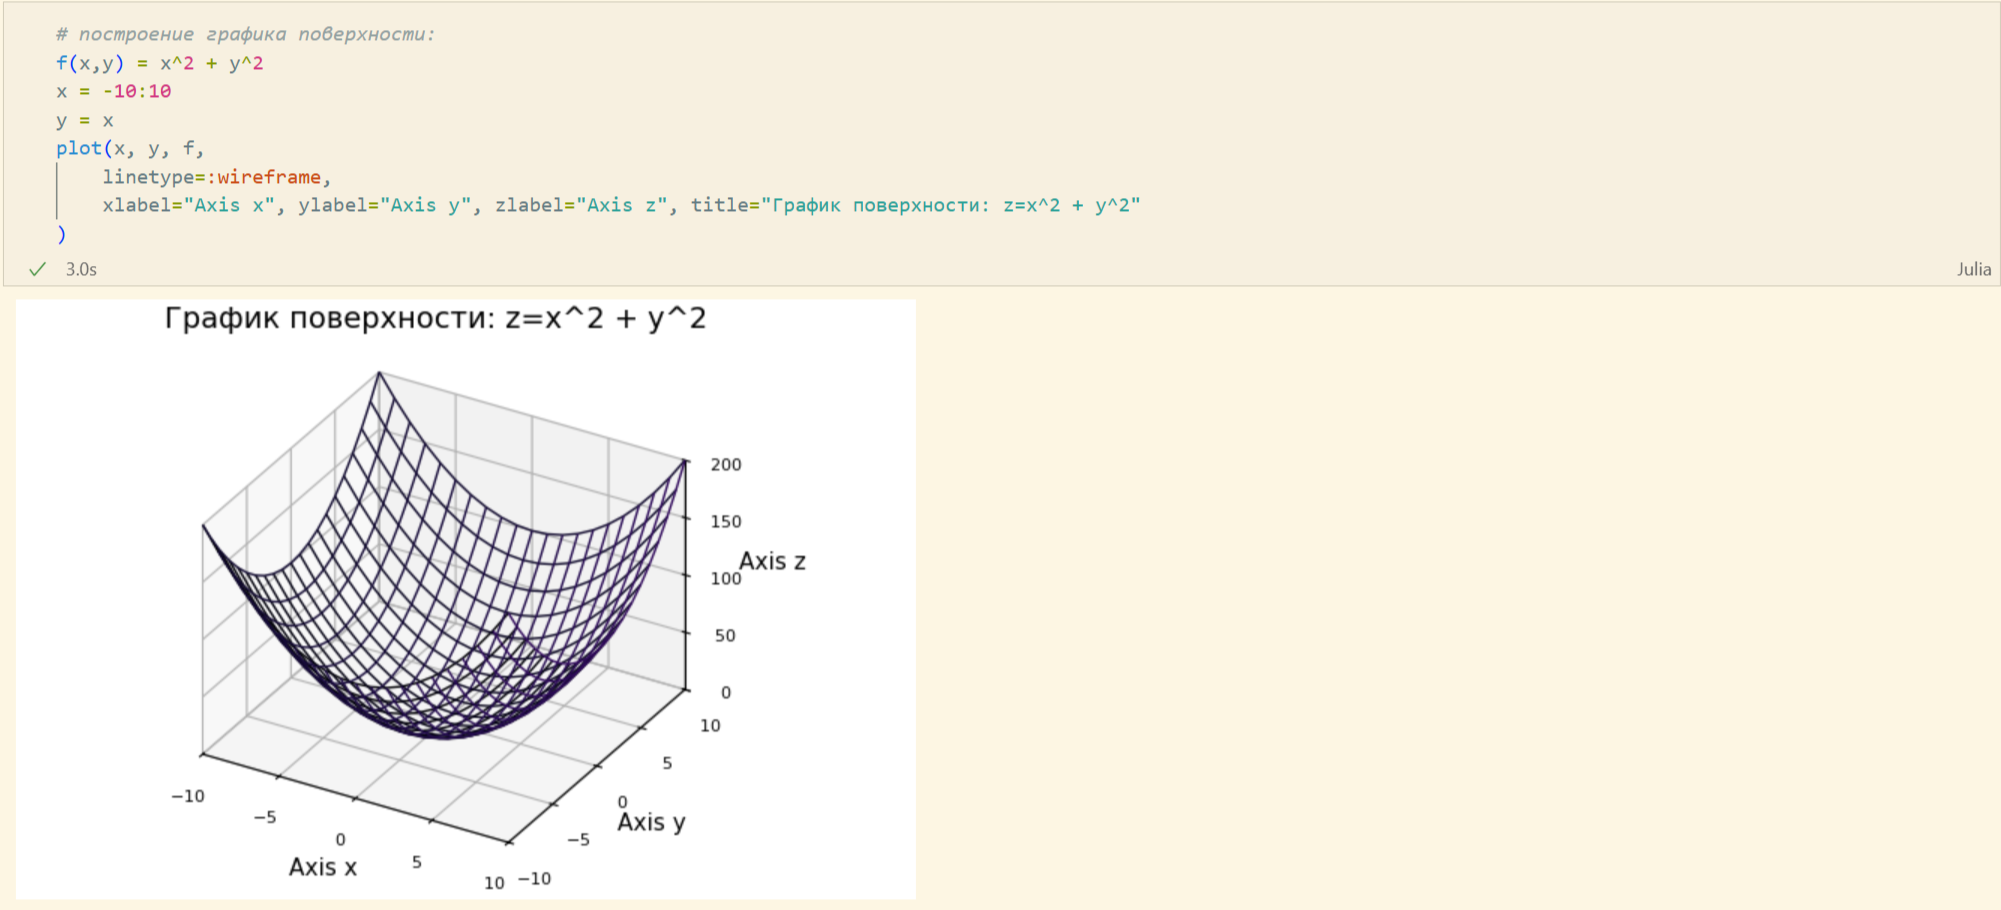 # построение графика поверхности:
f(x,y) = x^2 + y^2
x = -10:10
y = x
plot(x, y, f,
    linetype=:wireframe,
    xlabel="Axis x", ylabel="Axis y", zlabel="Axis z", title="График поверхности: z=x^2 + y^2"
)
3.0s
Julia
График поверхности: z=x^2 + y^2
200
150
Axis z
100
50
0
10
5
0
Axis y
−5
−10
−10
−5
0
5
10
Axis x